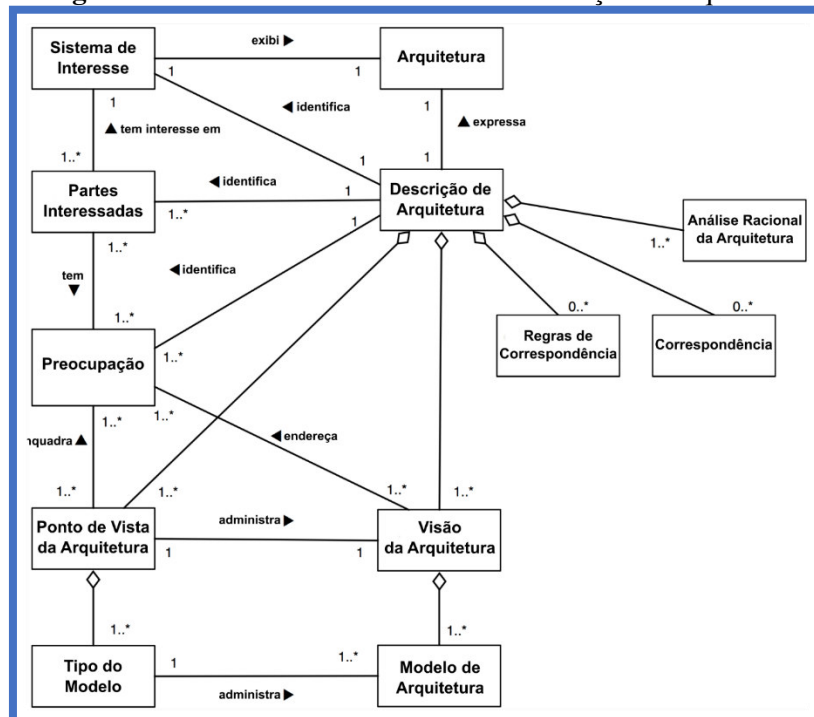 Sistema de
Interesse
exibi ▶
Arquitetura
1
1
1
1
◀ identifica
▲ tem interesse em
▲ expressa
1..*
1
1
Partes
Interessadas
◀ identifica
1
Descrição de
Arquitetura
1..*
1
Análise Racional
da Arquitetura
1..*
1..*
tem
▼
◀ identifica
0..*
0..*
1..*
1..*
Regras de
Correspondência
Correspondência
Preocupação
1..*
1..*
◀ endereça
nquadra ▲
1..*
1..*
1..*
1..*
Ponto de Vista
da Arquitetura
administra ▶
Visão
da Arquitetura
1
1
1..*
1..*
Tipo do
Modelo
1
1..*
Modelo de
Arquitetura
administra ▶